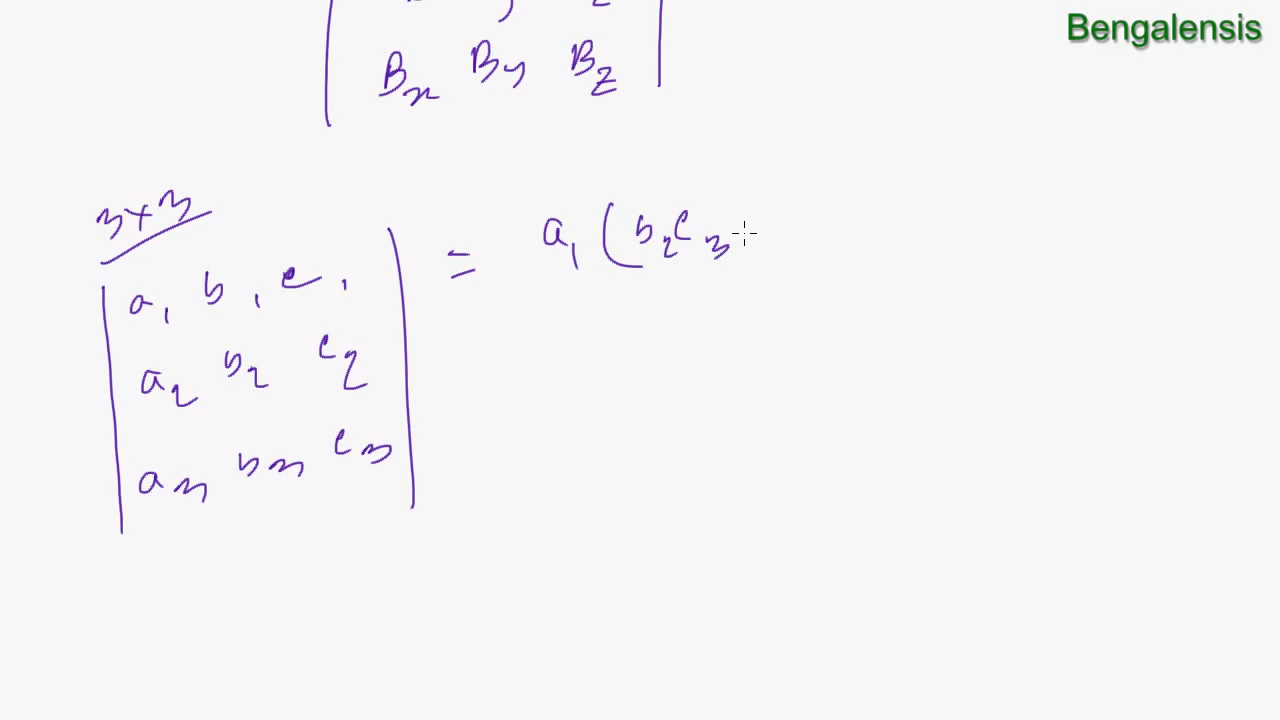 Bengalensis
Bx By Bz
3×3
| a₁ b₁ c₁ | = a₁ (b₂c₃
| a₂ b₂ c₂ |
| a₃ b₃ c₃ |